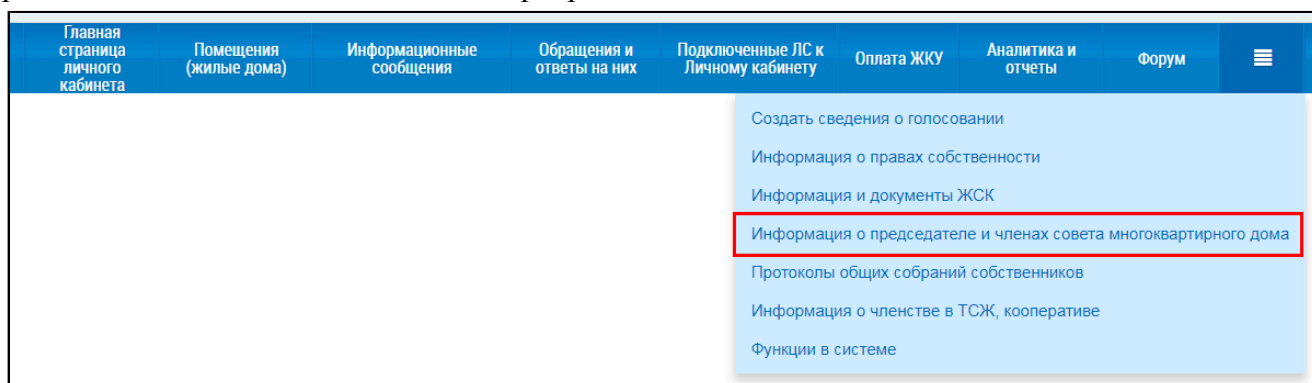 Главная
страница
личного
кабинета
Помещения
(жилые дома)
Информационные
сообщения
Обращения и
ответы на них
Подключенные ЛС к
Личному кабинету
Оплата ЖКУ
Аналитика и
отчеты
Форум
Создать сведения о голосовании
Информация о правах собственности
Информация и документы ЖСК
Информация о председателе и членах совета многоквартирного дома
Протоколы общих собраний собственников
Информация о членстве в ТСЖ, кооперативе
Функции в системе